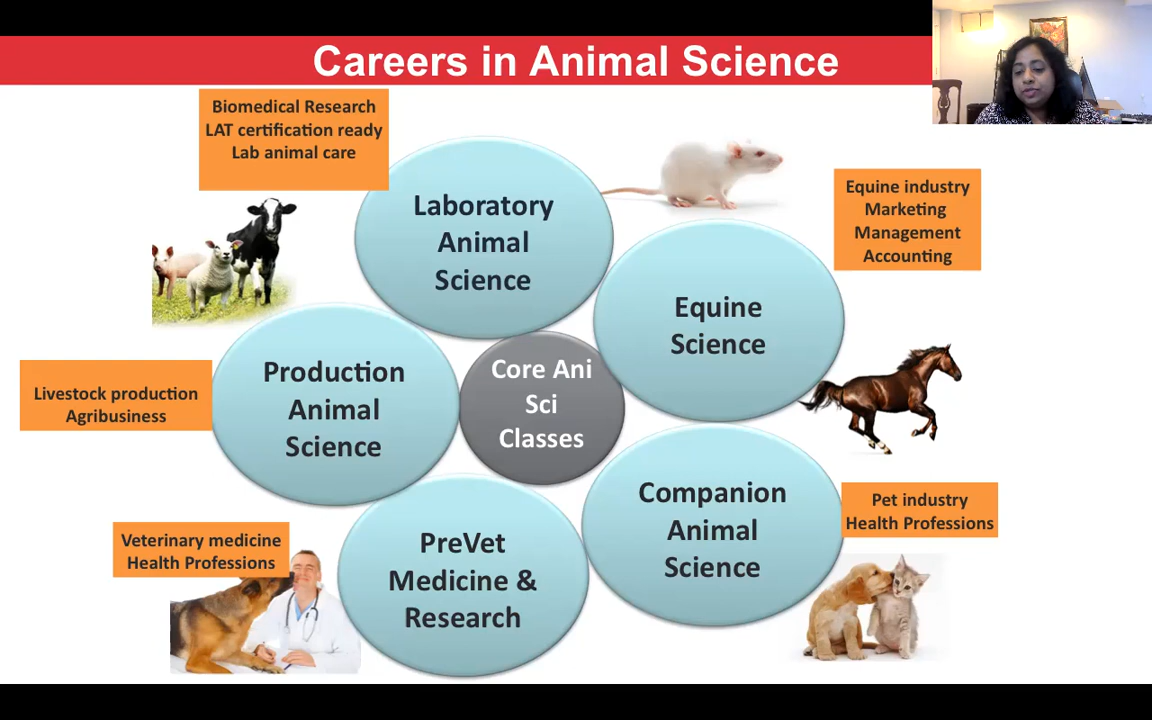 Careers in Animal Science
Biomedical Research
LAT certification ready
Lab animal care
Laboratory
Animal
Science
Equine industry
Marketing
Management
Accounting
Equine
Science
Production
Animal
Science
Core Ani
Sci
Classes
Livestock production
Agribusiness
Companion
Animal
Science
Pet industry
Health Professions
PreVet
Medicine &
Research
Veterinary medicine
Health Professions